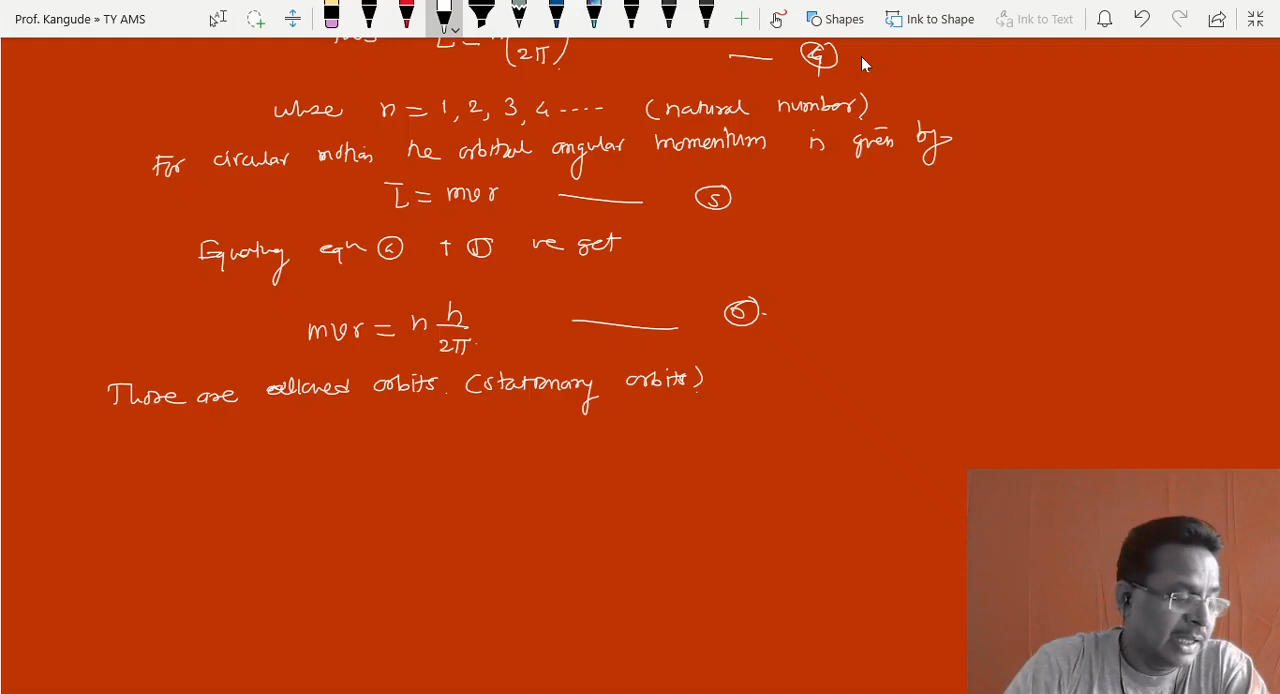 Prof. Kangude » TY AMS Shapes Ink to Shape Ink to Text
L = n(h/2π) —— ④
where n = 1, 2, 3, 4 ---- (natural number)
For circular motion the orbital angular momentum is given by
L = mvr —— ⑤
Equating eqn ④ + ⑤ we get
mvr = n h/2π —— ⑥.
Those are allowed orbits. (stationary orbits)